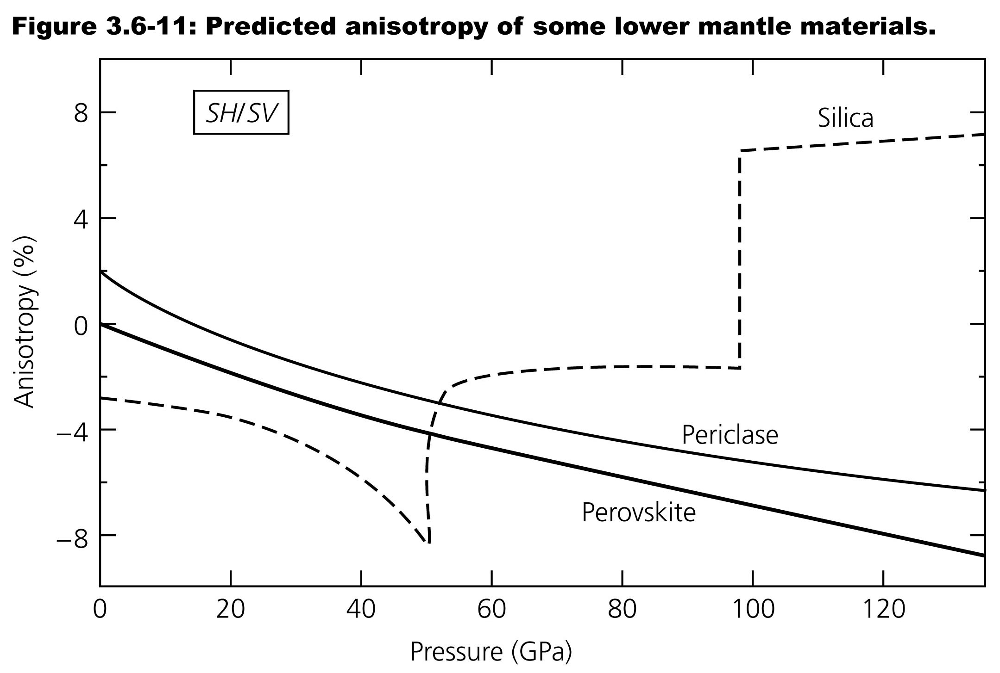 Figure 3.6-11: Predicted anisotropy of some lower mantle materials.
SH/SV
Silica
8
4
0
−4
−8
Anisotropy (%)
Periclase
Perovskite
0 20 40 60 80 100 120
Pressure (GPa)